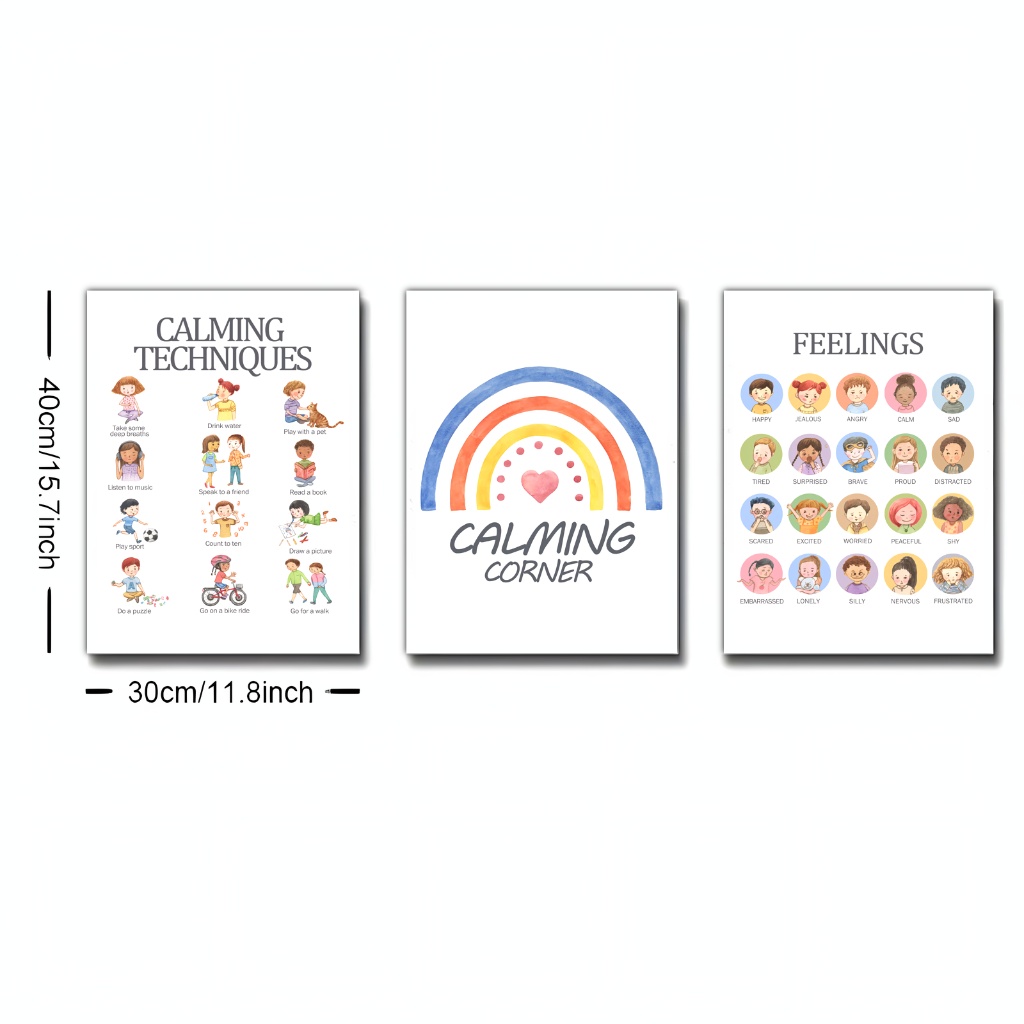 40cm/15.7inch
30cm/11.8inch
CALMING
TECHNIQUES
Take some
deep breaths
Drink water
Play with a pet
Listen to music
Speak to a friend
Read a book
Play sport
Count to ten
Draw a picture
Do a puzzle
Go on a bike ride
Go for a walk
CALMING
CORNER
FEELINGS
HAPPY JEALOUS ANGRY CALM SAD
TIRED SURPRISED BRAVE PROUD DISTRACTED
SCARED EXCITED WORRIED PEACEFUL SHY
EMBARRASSED LONELY SILLY NERVOUS FRUSTRATED